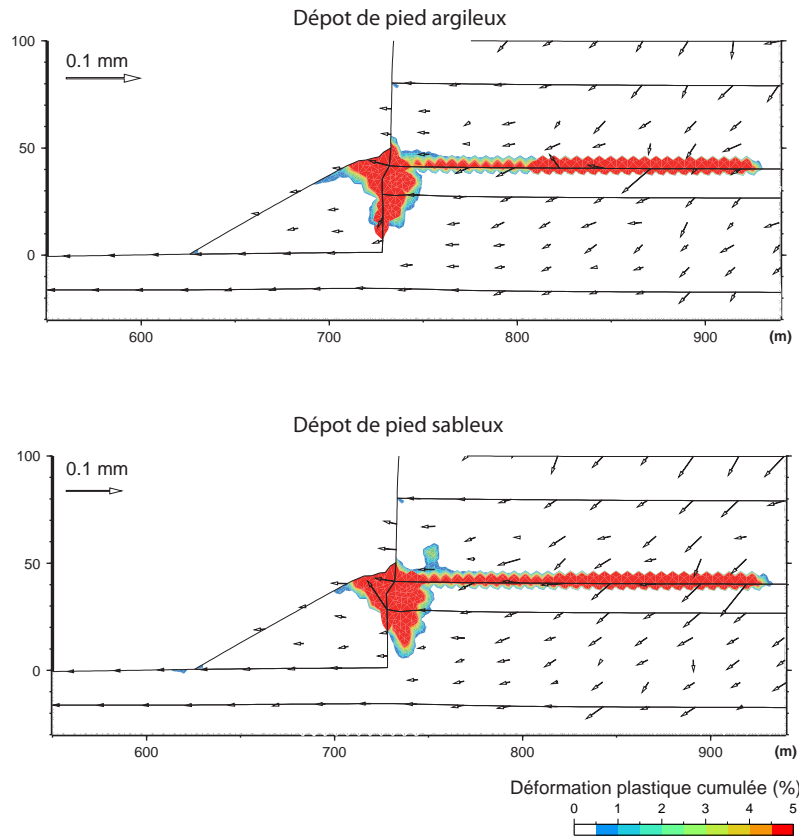 Dépot de pied argileux
100
0.1 mm
50
0
600
700
800
900
(m)
Dépot de pied sableux
100
0.1 mm
50
0
600
700
800
900
(m)
Déformation plastique cumulée (%)
0 1 2 3 4 5